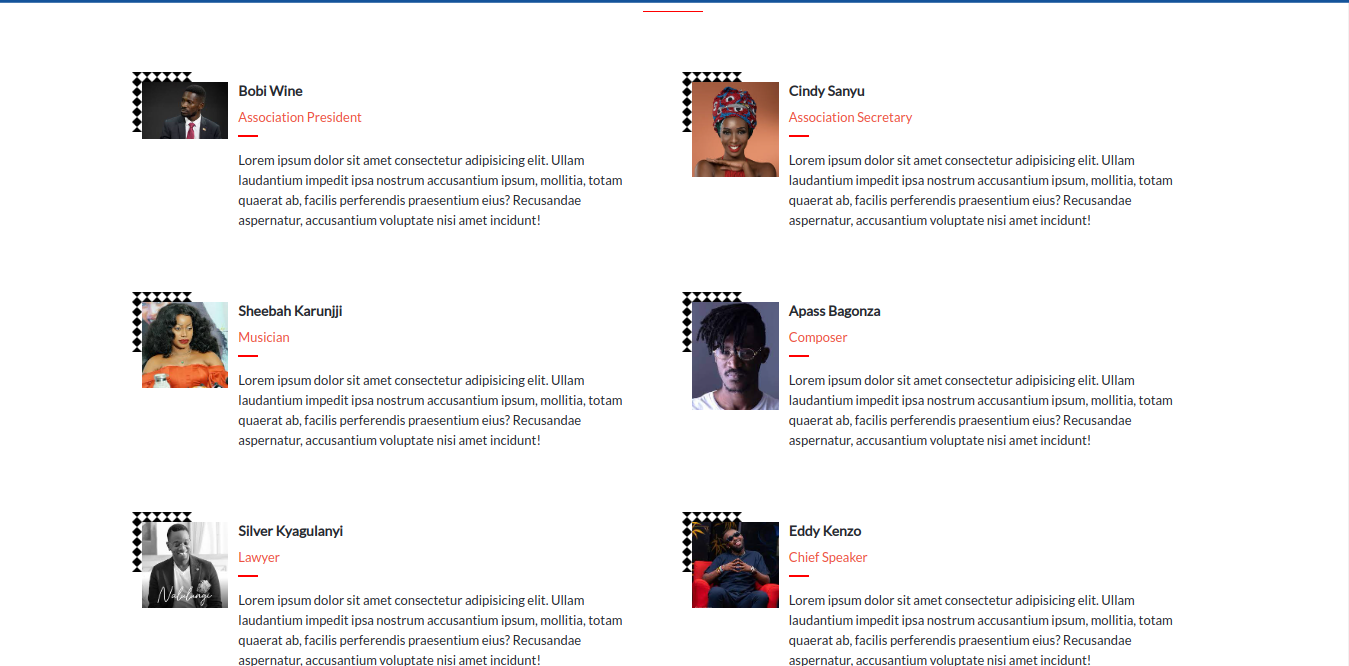 Bobi Wine
Association President
Lorem ipsum dolor sit amet consectetur adipisicing elit. Ullam
laudantium impedit ipsa nostrum accusantium ipsum, mollitia, totam
quaerat ab, facilis perferendis praesentium eius? Recusandae
aspernatur, accusantium voluptate nisi amet incidunt!
Cindy Sanyu
Association Secretary
Lorem ipsum dolor sit amet consectetur adipisicing elit. Ullam
laudantium impedit ipsa nostrum accusantium ipsum, mollitia, totam
quaerat ab, facilis perferendis praesentium eius? Recusandae
aspernatur, accusantium voluptate nisi amet incidunt!
Sheebah Karunjji
Musician
Lorem ipsum dolor sit amet consectetur adipisicing elit. Ullam
laudantium impedit ipsa nostrum accusantium ipsum, mollitia, totam
quaerat ab, facilis perferendis praesentium eius? Recusandae
aspernatur, accusantium voluptate nisi amet incidunt!
Apass Bagonza
Composer
Lorem ipsum dolor sit amet consectetur adipisicing elit. Ullam
laudantium impedit ipsa nostrum accusantium ipsum, mollitia, totam
quaerat ab, facilis perferendis praesentium eius? Recusandae
aspernatur, accusantium voluptate nisi amet incidunt!
Nalulungi
Silver Kyagulanyi
Lawyer
Lorem ipsum dolor sit amet consectetur adipisicing elit. Ullam
laudantium impedit ipsa nostrum accusantium ipsum, mollitia, totam
quaerat ab, facilis perferendis praesentium eius? Recusandae
aspernatur, accusantium voluptate nisi amet incidunt!
Eddy Kenzo
Chief Speaker
Lorem ipsum dolor sit amet consectetur adipisicing elit. Ullam
laudantium impedit ipsa nostrum accusantium ipsum, mollitia, totam
quaerat ab, facilis perferendis praesentium eius? Recusandae
aspernatur, accusantium voluptate nisi amet incidunt!